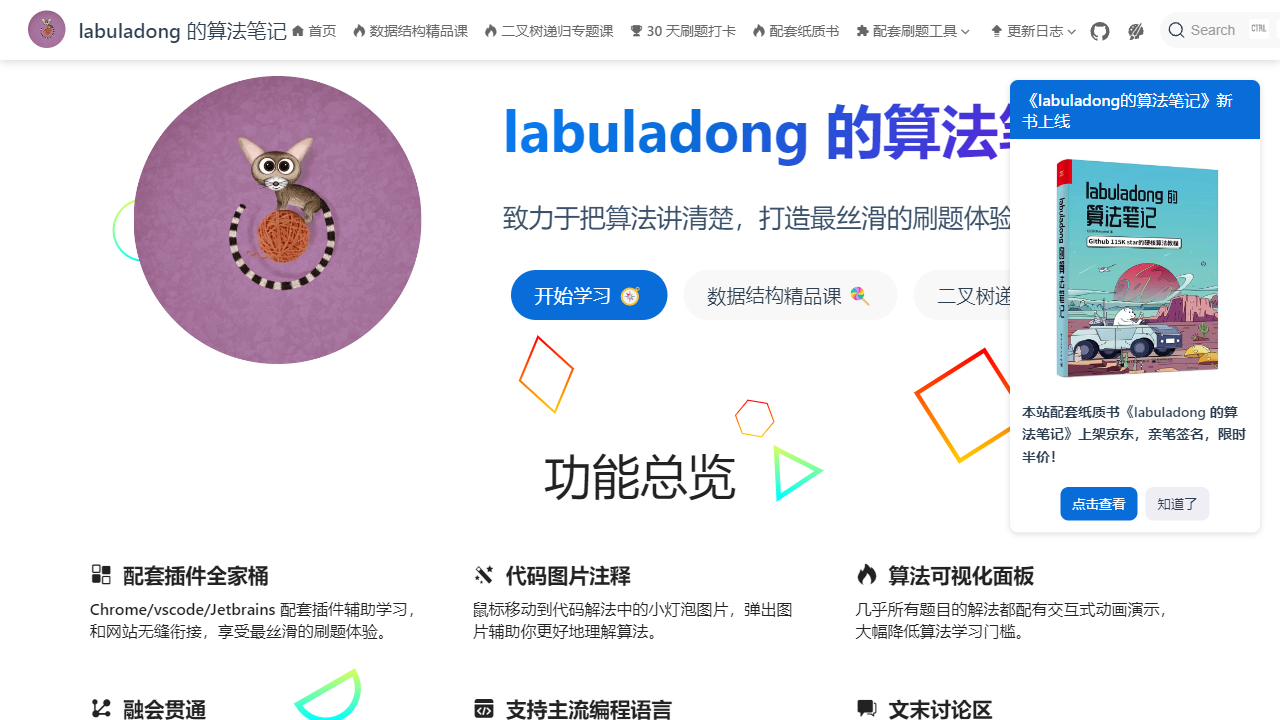 labuladong 的算法笔记
首页
数据结构精品课
二叉树递归专题课
30 天刷题打卡
配套纸质书
配套刷题工具
更新日志
Search
CTRL
labuladong 的算法
致力于把算法讲清楚，打造最丝滑的刷题体验
开始学习
数据结构精品课
二叉树递
《labuladong的算法笔记》新
书上线
labuladong 的
算法笔记
Github 115K star的硬核算法教程
labuladong 的算法笔记
本站配套纸质书《labuladong 的算
法笔记》上架京东，亲笔签名，限时
半价！
点击查看
知道了
功能总览
配套插件全家桶
Chrome/vscode/Jetbrains 配套插件辅助学习，
和网站无缝衔接，享受最丝滑的刷题体验。
代码图片注释
鼠标移动到代码解法中的小灯泡图片，弹出图
片辅助你更好地理解算法。
算法可视化面板
几乎所有题目的解法都配有交互式动画演示，
大幅降低算法学习门槛。
融会贯通
支持主流编程语言
文末讨论区